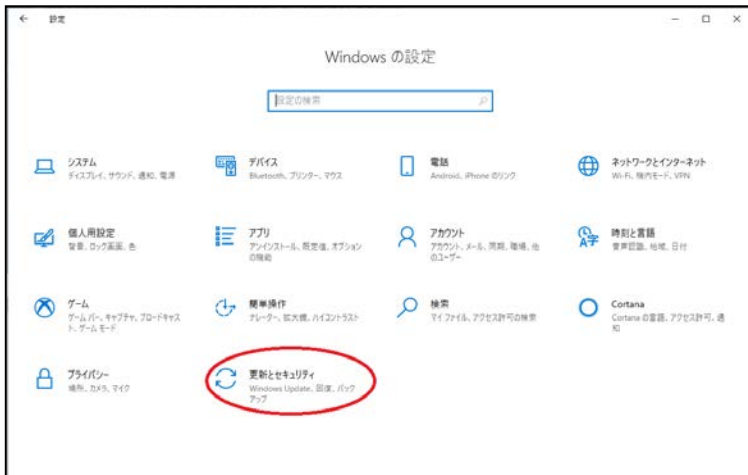 設定
Windows の設定
設定の検索
システム
ディスプレイ、サウンド、通知、電源
デバイス
Bluetooth、プリンター、マウス
電話
Android、iPhone のリンク
ネットワークとインターネット
Wi-Fi、機内モード、VPN
個人用設定
背景、ロック画面、色
アプリ
アンインストール、既定値、オプション
の機能
アカウント
アカウント、メール、同期、職場、他
のユーザー
時刻と言語
音声認識、地域、日付
ゲーム
ゲーム バー、キャプチャ、ブロードキャス
ト、ゲーム モード
簡単操作
ナレーター、拡大鏡、ハイコントラスト
検索
マイ ファイル、アクセス許可の検索
Cortana
Cortana の言語、アクセス許可、通
知
プライバシー
場所、カメラ、マイク
更新とセキュリティ
Windows Update、回復、バック
アップ